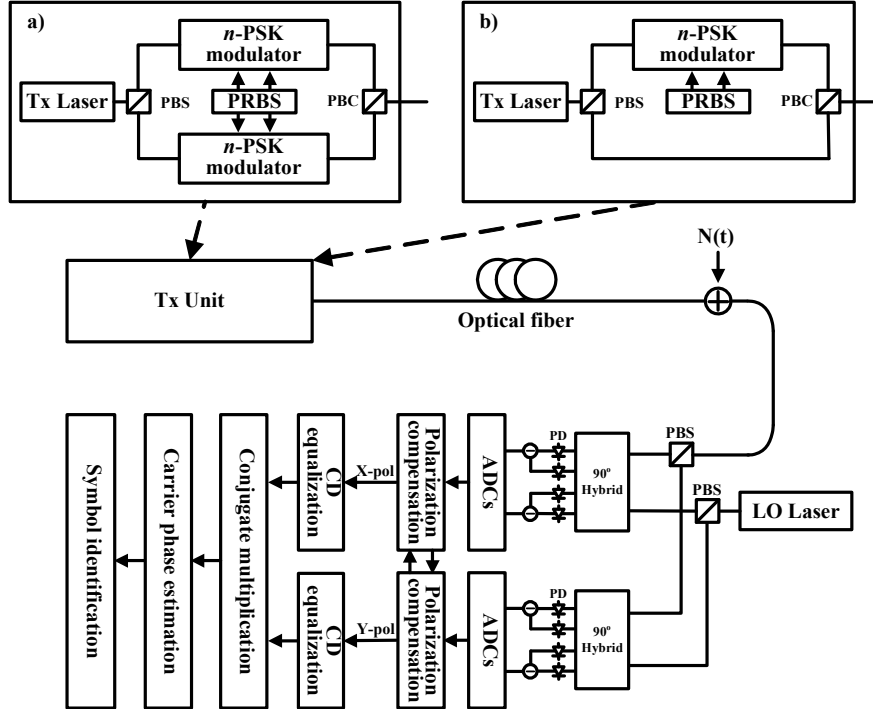 a)
n-PSK
modulator
Tx Laser
PBS
PRBS
PBC
n-PSK
modulator
b)
n-PSK
modulator
Tx Laser
PBS
PRBS
PBC
Tx Unit
Optical fiber
N(t)
Symbol identification
Carrier phase estimation
Conjugate multiplication
CD
equalization
X-pol
Polarization
compensation
ADCs
PD
90º
Hybrid
PBS
PBS
LO Laser
CD
equalization
Y-pol
Polarization
compensation
ADCs
PD
90º
Hybrid